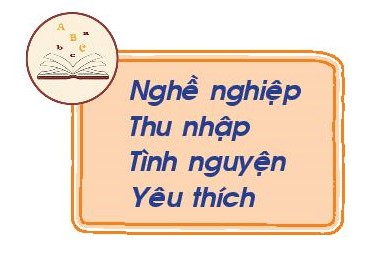 A
B
C
a
b
c
Nghề nghiệp
Thu nhập
Tình nguyện
Yêu thích